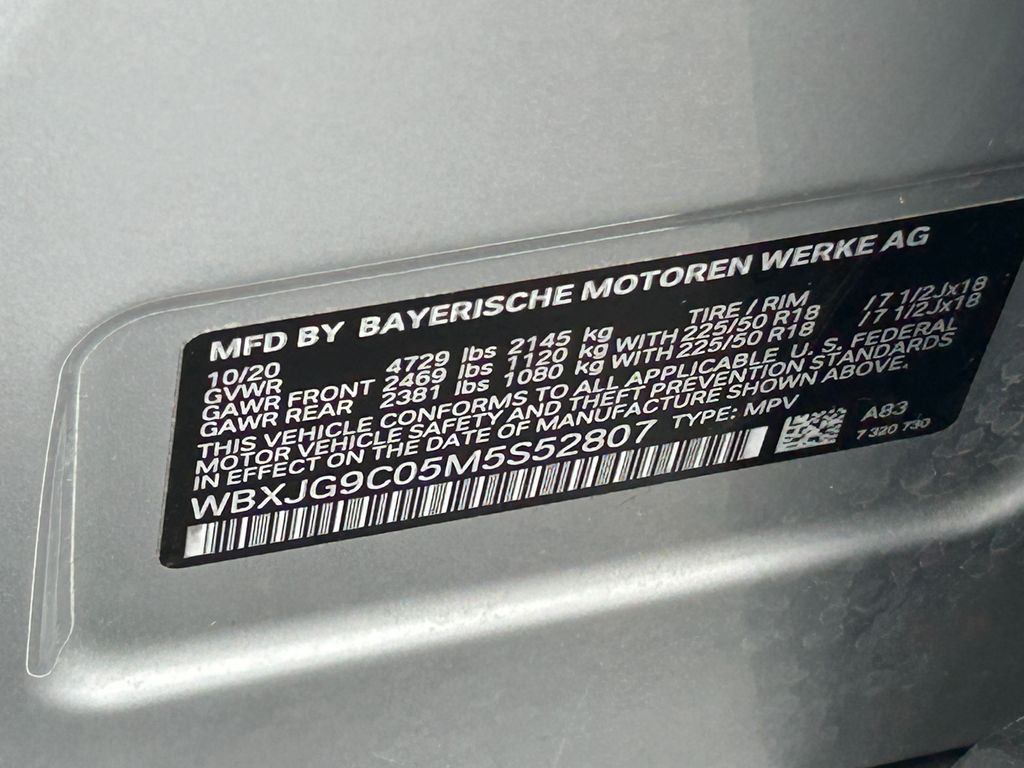 MFD BY BAYERISCHE MOTOREN WERKE AG
10/20 TIRE / RIM
GVWR 4729 lbs 2145 kg
GAWR FRONT 2469 lbs 1120 kg WITH 225/50 R18 /7 1/2Jx18
GAWR REAR 2381 lbs 1080 kg WITH 225/50 R18 /7 1/2Jx18
THIS VEHICLE CONFORMS TO ALL APPLICABLE U. S. FEDERAL
MOTOR VEHICLE SAFETY AND THEFT PREVENTION STANDARDS
IN EFFECT ON THE DATE OF MANUFACTURE SHOWN ABOVE.
WBXJG9C05M5S52807 TYPE: MPV
A83
7 320 730